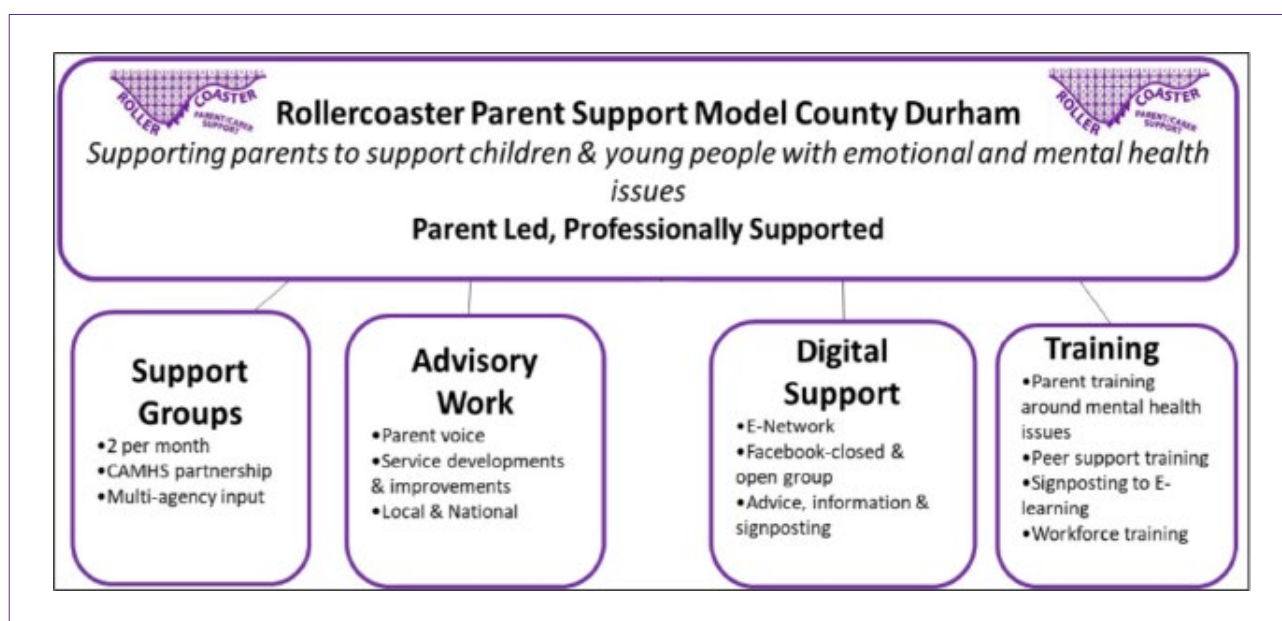 ROLLER COASTER
PARENT/CARER
SUPPORT
ROLLER COASTER
PARENT/CARER
SUPPORT
Rollercoaster Parent Support Model County Durham
Supporting parents to support children & young people with emotional and mental health
issues
Parent Led, Professionally Supported
Support
Groups
•2 per month
•CAMHS partnership
•Multi-agency input
Advisory
Work
•Parent voice
•Service developments
& improvements
•Local & National
Digital
Support
•E-Network
•Facebook-closed &
open group
•Advice, information &
signposting
Training
•Parent training
around mental health
issues
•Peer support training
•Signposting to E-
learning
•Workforce training